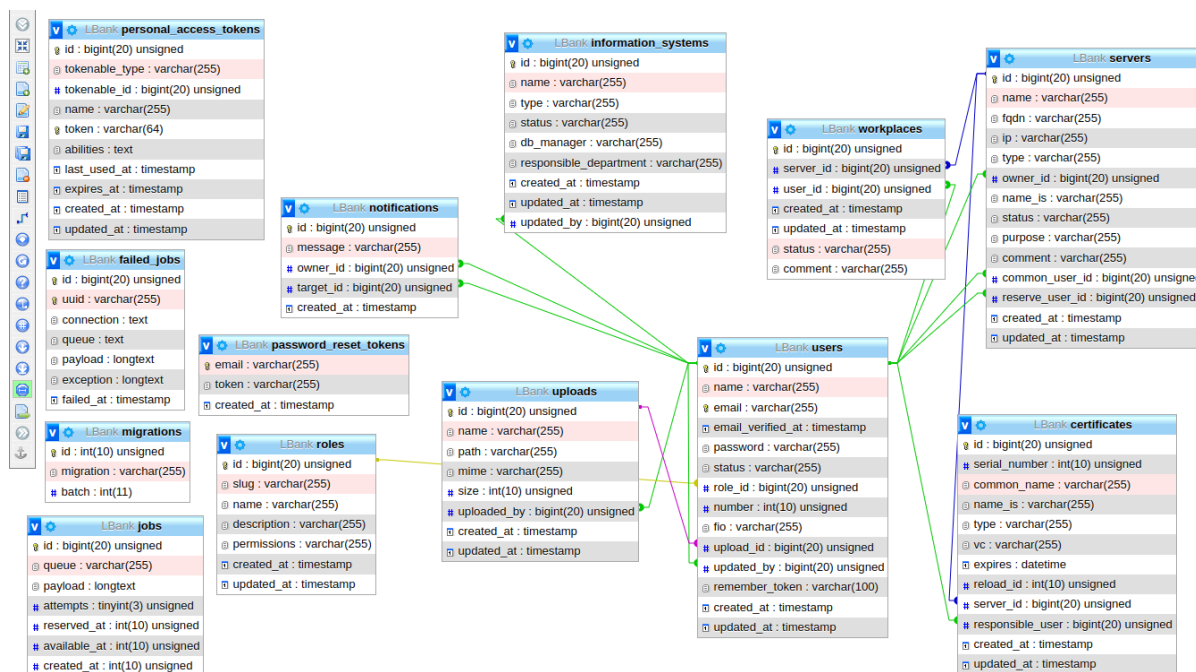 LBank personal_access_tokens
id : bigint(20) unsigned
tokenable_type : varchar(255)
tokenable_id : bigint(20) unsigned
name : varchar(255)
token : varchar(64)
abilities : text
last_used_at : timestamp
expires_at : timestamp
created_at : timestamp
updated_at : timestamp
LBank failed_jobs
id : bigint(20) unsigned
uuid : varchar(255)
connection : text
queue : text
payload : longtext
exception : longtext
failed_at : timestamp
LBank migrations
id : int(10) unsigned
migration : varchar(255)
batch : int(11)
LBank jobs
id : bigint(20) unsigned
queue : varchar(255)
payload : longtext
attempts : tinyint(3) unsigned
reserved_at : int(10) unsigned
available_at : int(10) unsigned
created_at : int(10) unsigned
LBank notifications
id : bigint(20) unsigned
message : varchar(255)
owner_id : bigint(20) unsigned
target_id : bigint(20) unsigned
created_at : timestamp
LBank password_reset_tokens
email : varchar(255)
token : varchar(255)
created_at : timestamp
LBank roles
id : bigint(20) unsigned
slug : varchar(255)
name : varchar(255)
description : varchar(255)
permissions : varchar(255)
created_at : timestamp
updated_at : timestamp
LBank information_systems
id : bigint(20) unsigned
name : varchar(255)
type : varchar(255)
status : varchar(255)
db_manager : varchar(255)
responsible_department : varchar(255)
created_at : timestamp
updated_at : timestamp
updated_by : bigint(20) unsigned
LBank uploads
id : bigint(20) unsigned
name : varchar(255)
path : varchar(255)
mime : varchar(255)
size : int(10) unsigned
uploaded_by : bigint(20) unsigned
created_at : timestamp
updated_at : timestamp
LBank workplaces
id : bigint(20) unsigned
server_id : bigint(20) unsigned
user_id : bigint(20) unsigned
created_at : timestamp
updated_at : timestamp
status : varchar(255)
comment : varchar(255)
LBank users
id : bigint(20) unsigned
name : varchar(255)
email : varchar(255)
email_verified_at : timestamp
password : varchar(255)
status : varchar(255)
role_id : bigint(20) unsigned
number : int(10) unsigned
fio : varchar(255)
upload_id : bigint(20) unsigned
updated_by : bigint(20) unsigned
remember_token : varchar(100)
created_at : timestamp
updated_at : timestamp
LBank servers
id : bigint(20) unsigned
name : varchar(255)
fqdn : varchar(255)
ip : varchar(255)
type : varchar(255)
owner_id : bigint(20) unsigned
name_is : varchar(255)
status : varchar(255)
purpose : varchar(255)
comment : varchar(255)
common_user_id : bigint(20) unsigned
reserve_user_id : bigint(20) unsigned
created_at : timestamp
updated_at : timestamp
LBank certificates
id : bigint(20) unsigned
serial_number : int(10) unsigned
common_name : varchar(255)
name_is : varchar(255)
type : varchar(255)
vc : varchar(255)
expires : datetime
reload_id : int(10) unsigned
server_id : bigint(20) unsigned
responsible_user : bigint(20) unsigned
created_at : timestamp
updated_at : timestamp